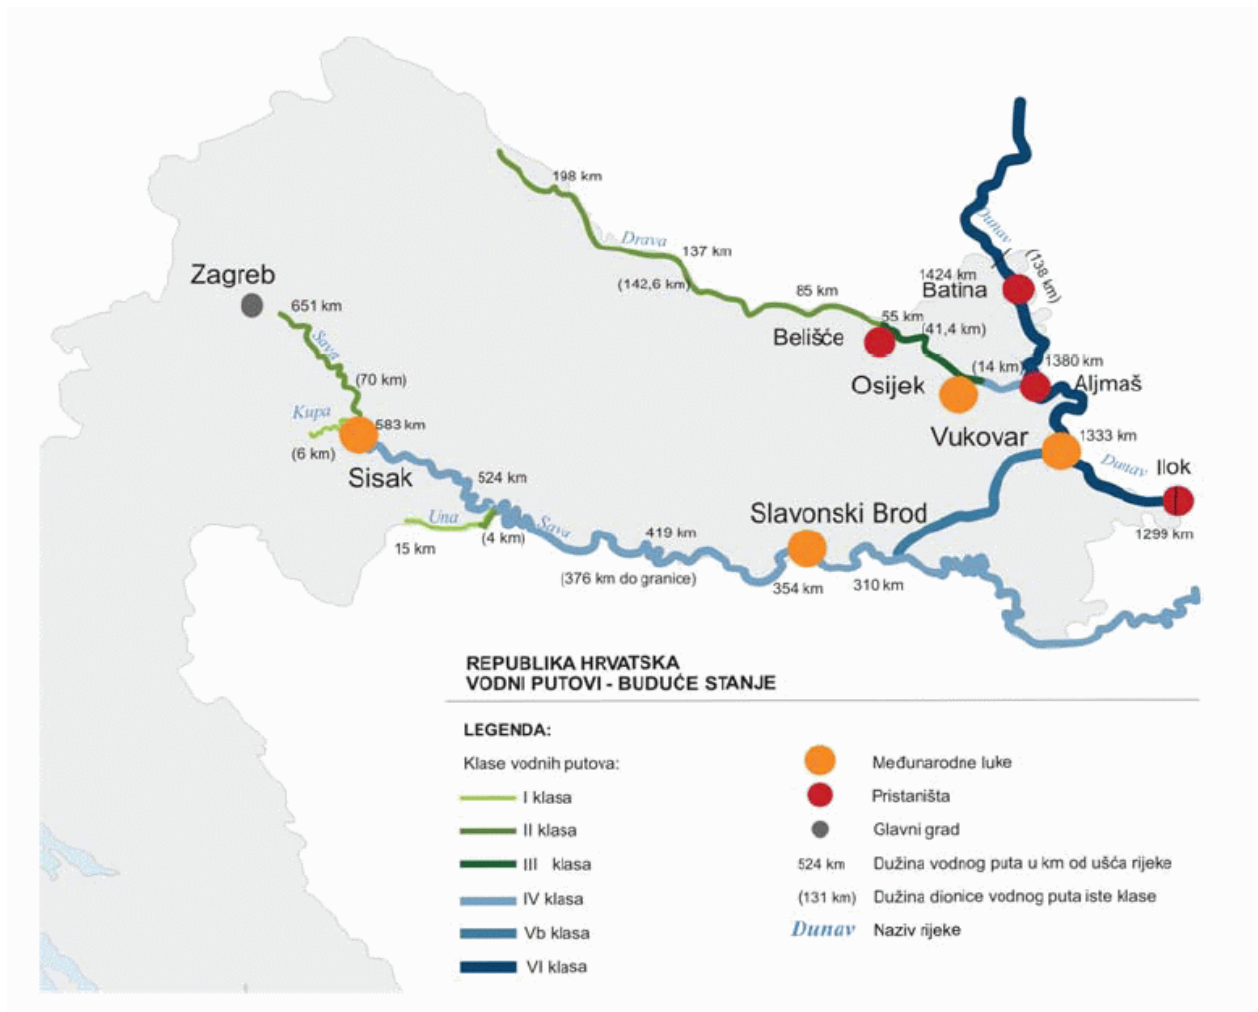 198 km
Drava
137 km
(142,6 km)
85 km
Dunav
(138 km)
1424 km
Batina
Zagreb
651 km
Sava
(70 km)
Belišće
55 km
(41,4 km)
(14 km)
1380 km
Aljmaš
Osijek
Kupa
583 km
(6 km)
Sisak
Vukovar
1333 km
Dunav
Ilok
1299 km
524 km
Una
(4 km)
15 km
Sava
Slavonski Brod
419 km
(376 km do granice)
354 km
310 km
REPUBLIKA HRVATSKA
VODNI PUTOVI - BUDUĆE STANJE
LEGENDA:
Klase vodnih putova:
I klasa
II klasa
III klasa
IV klasa
Vb klasa
VI klasa
Međunarodne luke
Pristaništa
Glavni grad
524 km Dužina vodnog puta u km od ušća rijeke
(131 km) Dužina dionice vodnog puta iste klase
Dunav Naziv rijeke